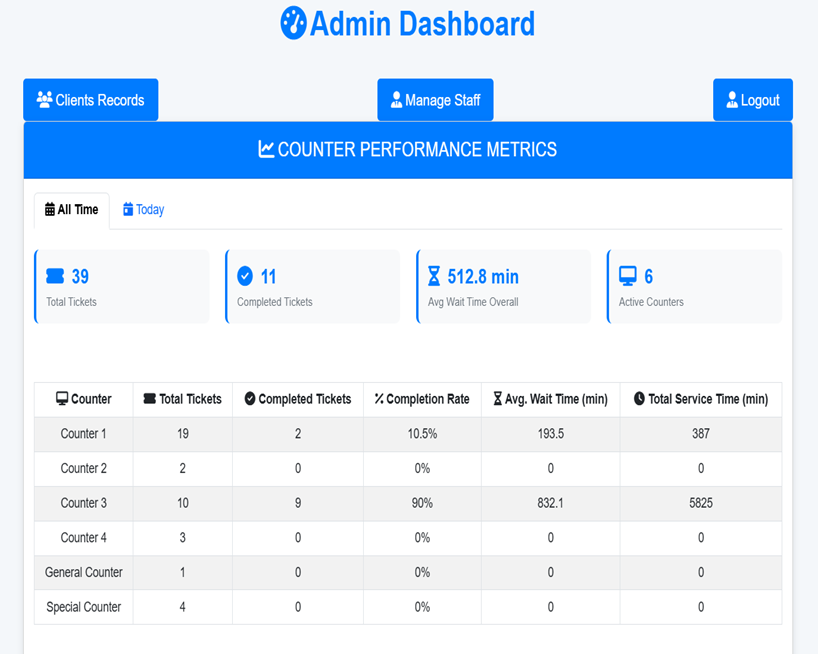 Admin Dashboard
Clients Records Manage Staff Logout
COUNTER PERFORMANCE METRICS
All Time Today
39 11 512.8 min 6
Total Tickets Completed Tickets Avg Wait Time Overall Active Counters
Counter Total Tickets Completed Tickets % Completion Rate Avg. Wait Time (min) Total Service Time (min)
Counter 1 19 2 10.5% 193.5 387
Counter 2 2 0 0% 0 0
Counter 3 10 9 90% 832.1 5825
Counter 4 3 0 0% 0 0
General Counter 1 0 0% 0 0
Special Counter 4 0 0% 0 0